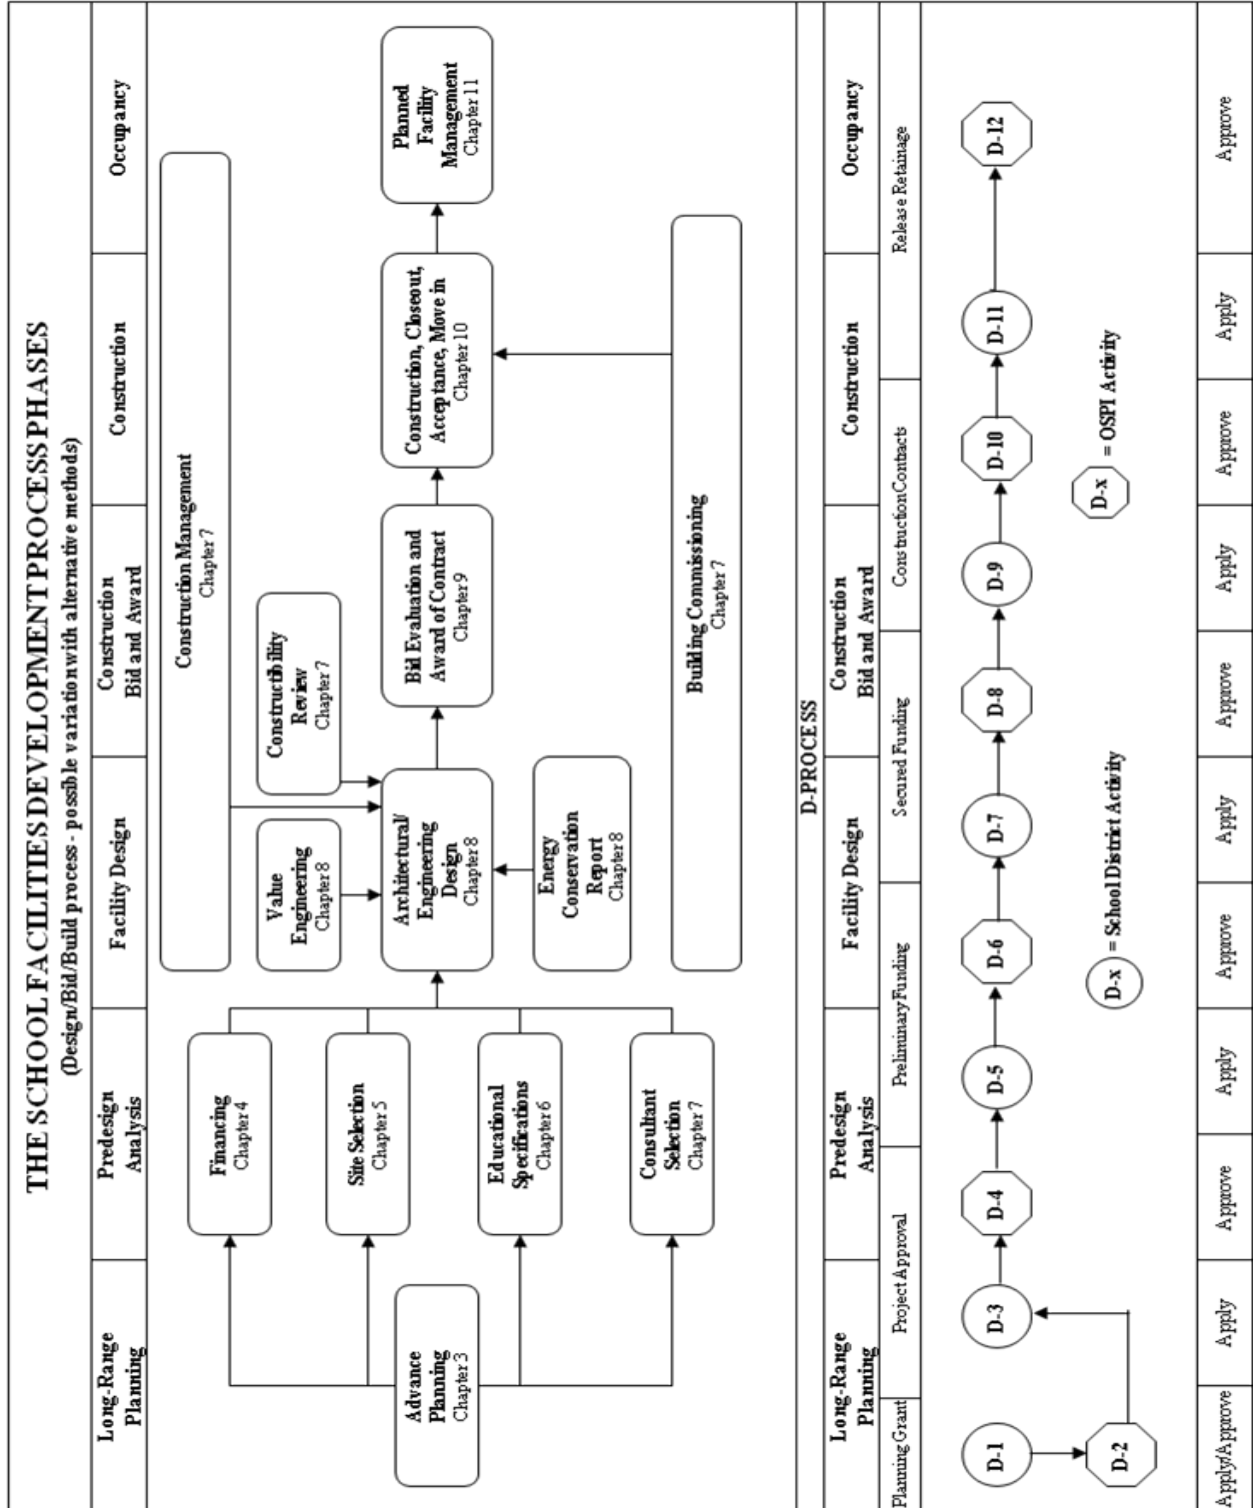 THE SCHOOL FACILITIES DEVELOPMENT PROCESS PHASES
(Design/Bid/Build process - possible variation with alternative methods)
Long-Range
Planning
Predesign
Analysis
Facility Design
Construction
Bid and Award
Construction
Occupancy
Construction Management
Chapter 7
Financing
Chapter 4
Value
Engineering
Chapter 8
Constructibility
Review
Chapter 7
Site Selection
Chapter 5
Advance
Planning
Chapter 3
Architectural/
Engineering
Design
Chapter 8
Bid Evaluation and
Award of Contract
Chapter 9
Construction, Closeout,
Acceptance, Move in
Chapter 10
Planned
Facility
Management
Chapter 11
Educational
Specifications
Chapter 6
Energy
Conservation
Report
Chapter 8
Consultant
Selection
Chapter 7
Building Commissioning
Chapter 7
D-PROCESS
Long-Range
Planning
Predesign
Analysis
Facility Design
Construction
Bid and Award
Construction
Occupancy
Planning Grant
Project Approval
Preliminary Funding
Secured Funding
Construction Contracts
Release Retainage
D-1
D-3
D-4
D-5
D-6
D-7
D-8
D-9
D-10
D-11
D-12
D-2
D-x = School District Activity
D-x = OSPI Activity
Apply/Approve
Apply
Approve
Apply
Approve
Apply
Approve
Apply
Approve
Apply
Approve